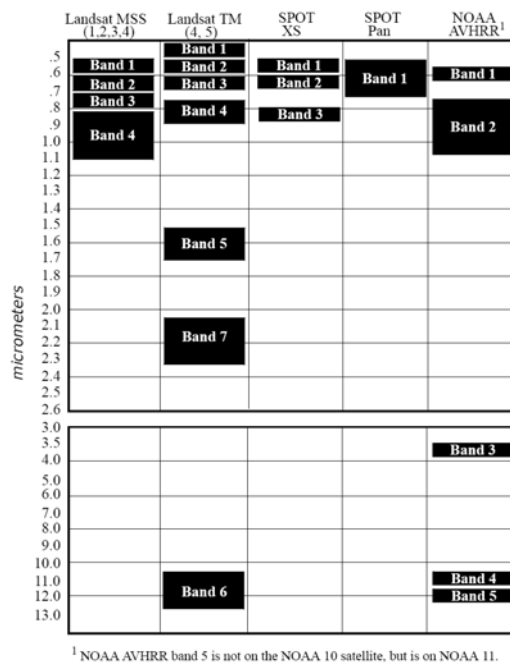 Landsat MSS Landsat TM SPOT SPOT NOAA
(1,2,3,4) (4, 5) XS Pan AVHRR1
Band 1
.5
Band 1 Band 2 Band 1 Band 1 Band 1
.6
Band 2 Band 3 Band 2
.7
Band 3
.8
Band 4 Band 3
Band 4 Band 2
1.0
1.1
1.2
1.3
1.4
1.5
1.6 Band 5
1.7
1.8
2.0
2.1
2.2 Band 7
2.3
2.4
2.5
2.6
micrometers
3.0
3.5 Band 3
4.0
5.0
6.0
7.0
8.0
9.0
10.0
11.0 Band 4
12.0 Band 6 Band 5
13.0
1 NOAA AVHRR band 5 is not on the NOAA 10 satellite, but is on NOAA 11.